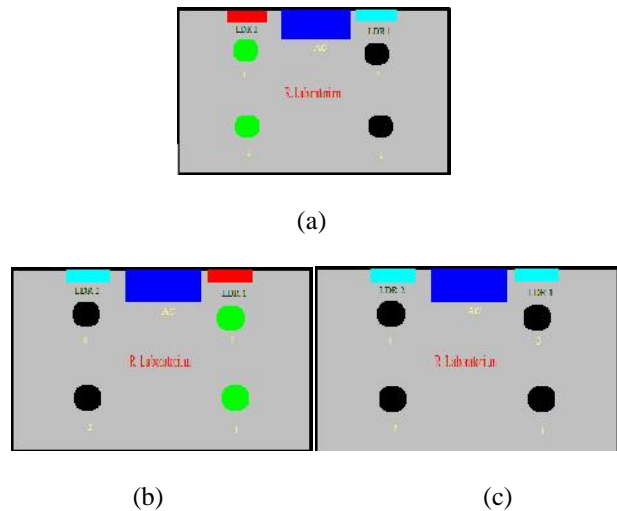 LDR 2
LDR 1
AC
R. Laboratorium
(a)
LDR 2
LDR 1
AC
R. Laboratorium
LDR 2
LDR 1
AC
R. Laboratorium
(b)
(c)